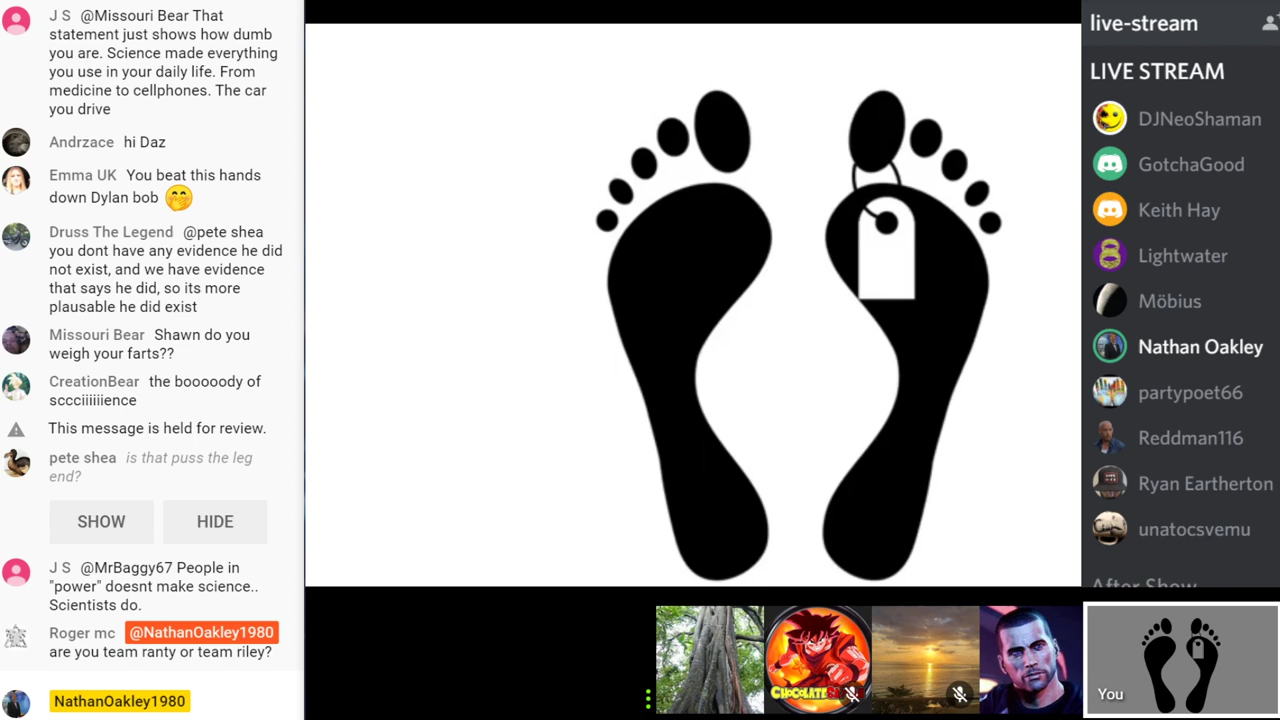 J S @Missouri Bear That
statement just shows how dumb
you are. Science made everything
you use in your daily life. From
medicine to cellphones. The car
you drive
Andrzace hi Daz
Emma UK You beat this hands
down Dylan bob
Druss The Legend @pete shea
you dont have any evidence he did
not exist, and we have evidence
that says he did, so its more
plausable he did exist
Missouri Bear Shawn do you
weigh your farts??
CreationBear the booooody of
sccciiiiiience
This message is held for review.
pete shea is that puss the leg
end?
SHOW HIDE
J S @MrBaggy67 People in
"power" doesnt make science..
Scientists do.
Roger mc @NathanOakley1980
are you team ranty or team riley?
NathanOakley1980
live-stream
LIVE STREAM
DJNeoShaman
GotchaGood
Keith Hay
Lightwater
Möbius
Nathan Oakley
partypoet66
Reddman116
Ryan Eartherton
unatocsvemu
After Show
You